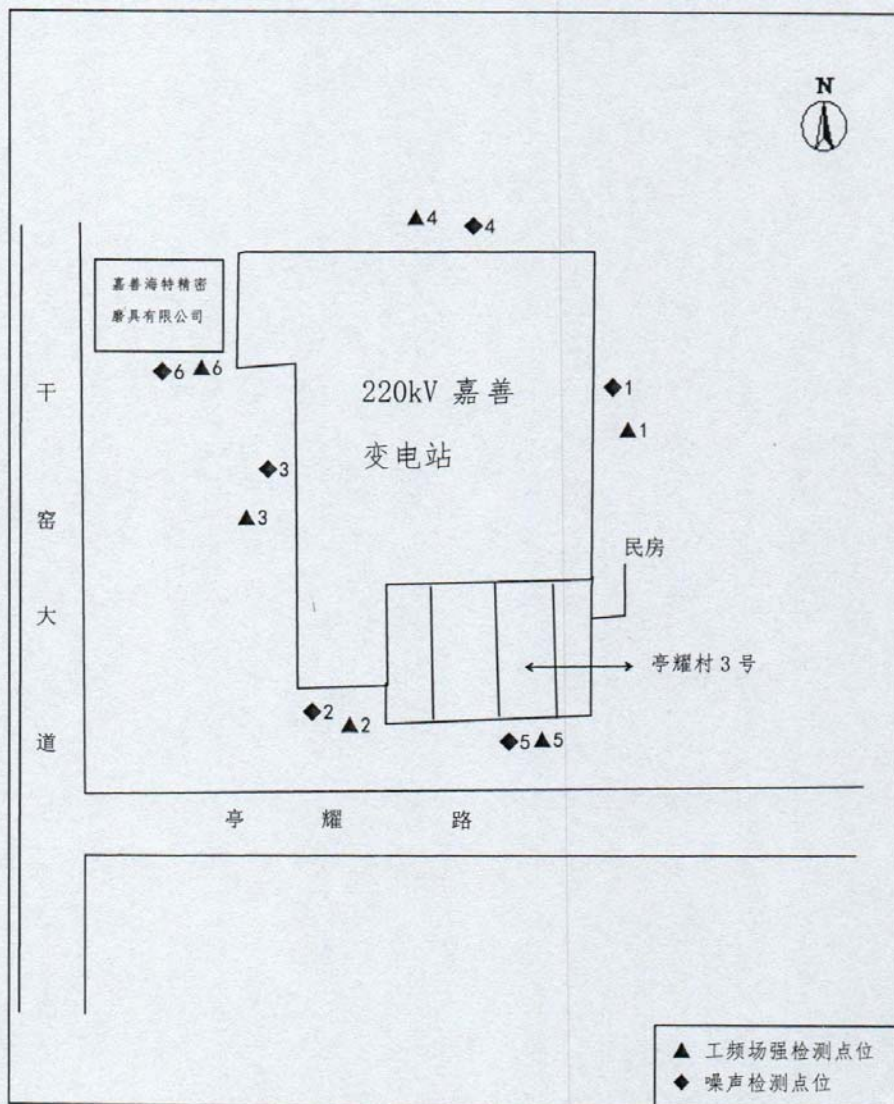 N
▲4
◆4
嘉善海特精密
磨具有限公司
◆6
▲6
220kV 嘉善
变电站
◆1
▲1
◆3
▲3
民房
亭耀村3号
◆2
▲2
◆5
▲5
干窑大道
亭耀路
▲ 工频场强检测点位
◆ 噪声检测点位